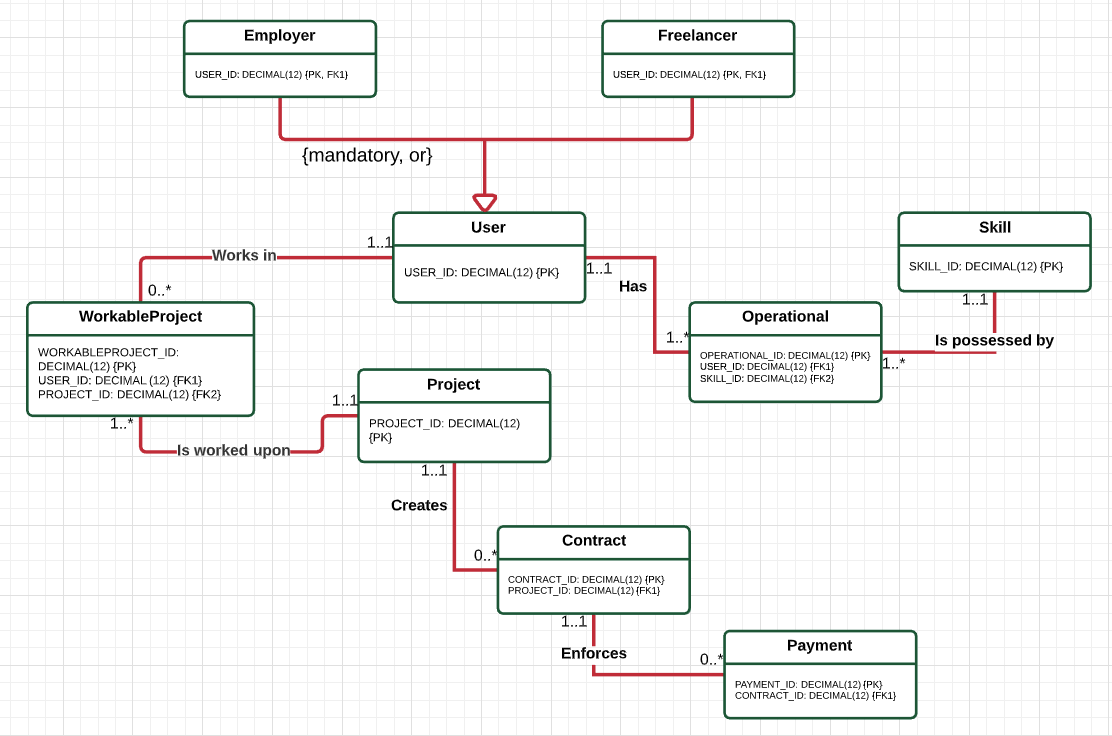 Employer
USER_ID: DECIMAL(12) {PK, FK1}
Freelancer
USER_ID: DECIMAL(12) {PK, FK1}
{mandatory, or}
User
USER_ID: DECIMAL(12) {PK}
Skill
SKILL_ID: DECIMAL(12) {PK}
1..1
Works in
0..*
1..1
Has
1..*
1..1
Is possessed by
1..*
WorkableProject
WORKABLEPROJECT_ID:
DECIMAL(12) {PK}
USER_ID: DECIMAL (12) {FK1}
PROJECT_ID: DECIMAL(12) {FK2}
Operational
OPERATIONAL_ID: DECIMAL(12) {PK}
USER_ID: DECIMAL(12) {FK1}
SKILL_ID: DECIMAL(12) {FK2}
Project
PROJECT_ID: DECIMAL(12)
{PK}
1..1
1..*
Is worked upon
1..1
Creates
0..*
Contract
CONTRACT_ID: DECIMAL(12) {PK}
PROJECT_ID: DECIMAL(12) {FK1}
1..1
Enforces
0..*
Payment
PAYMENT_ID: DECIMAL(12) {PK}
CONTRACT_ID: DECIMAL(12) {FK1}